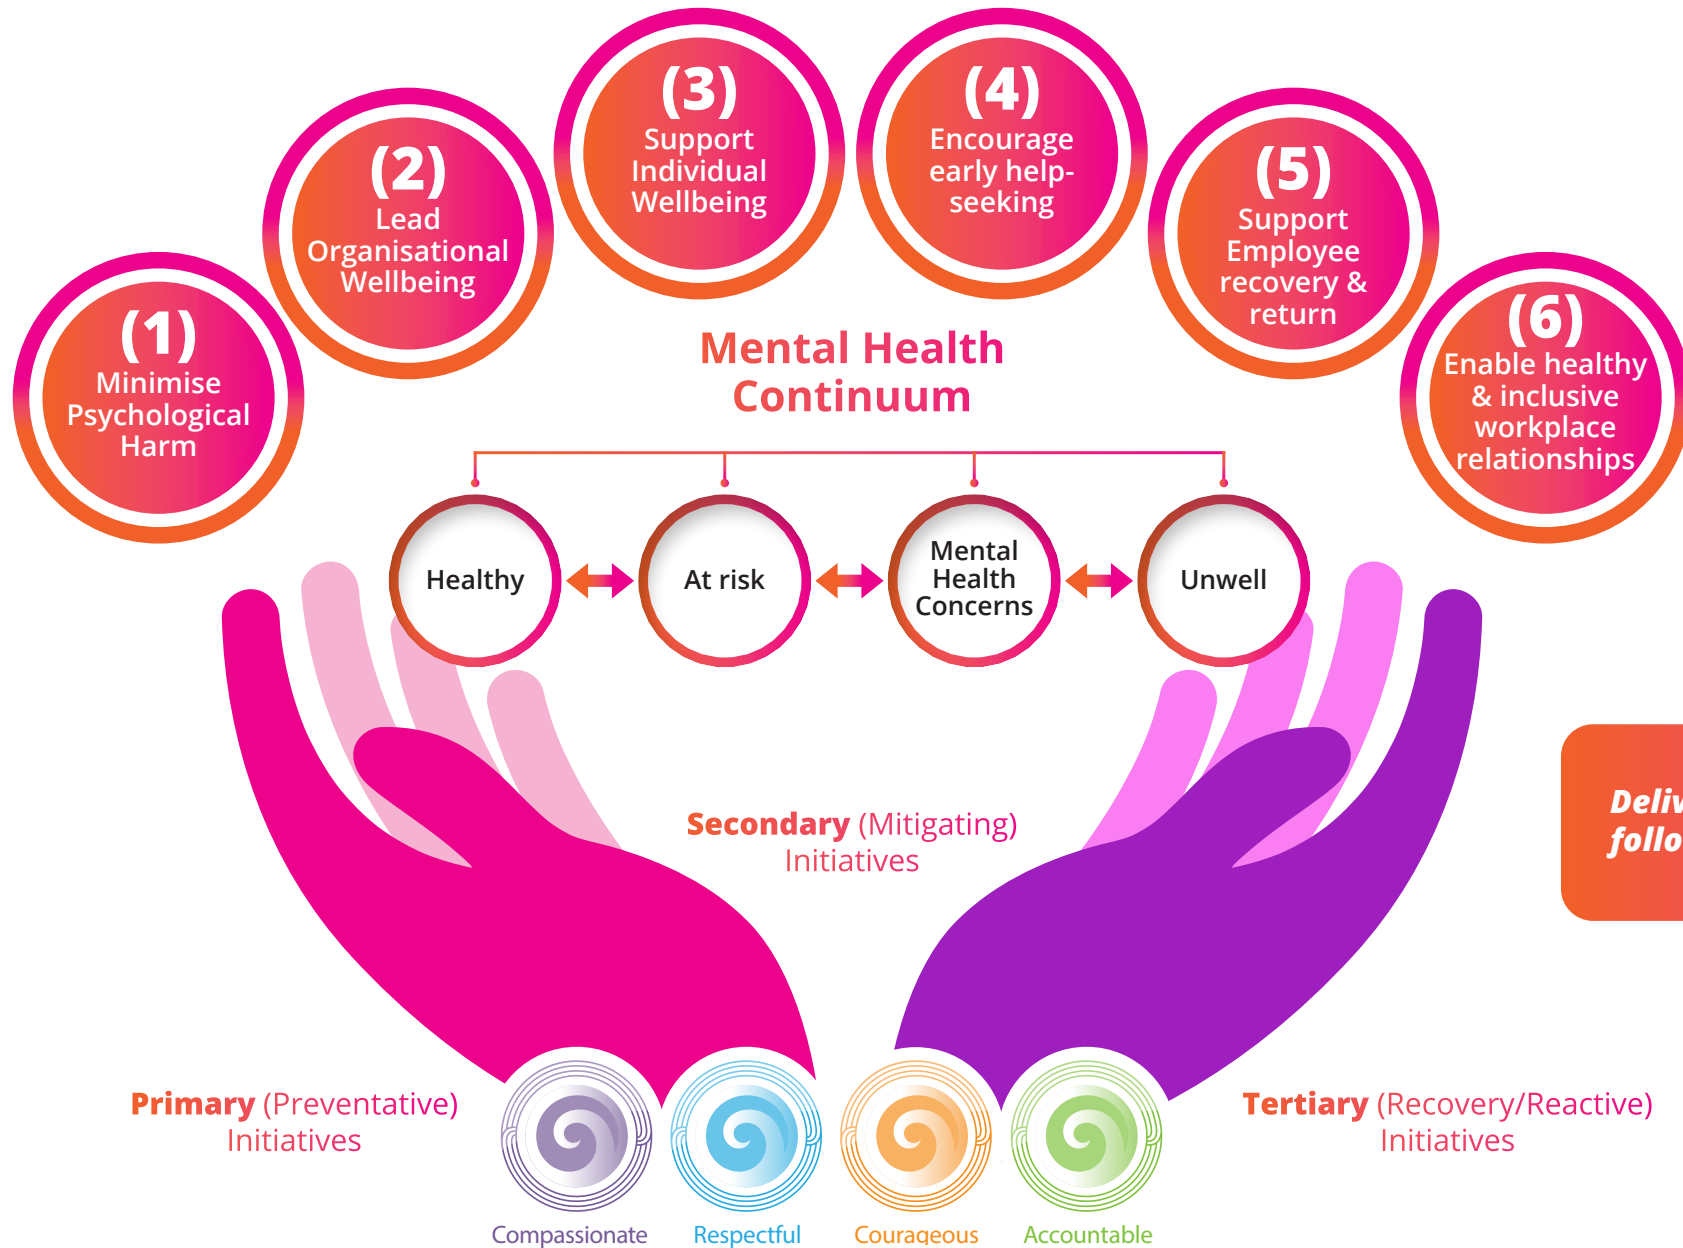 (1)
Minimise
Psychological
Harm
(2)
Lead
Organisational
Wellbeing
(3)
Support
Individual
Wellbeing
(4)
Encourage
early help-
seeking
(5)
Support
Employee
recovery &
return
(6)
Enable healthy
& inclusive
workplace
relationships
Mental Health
Continuum
Healthy
At risk
Mental
Health
Concerns
Unwell
Secondary (Mitigating)
Initiatives
Primary (Preventative)
Initiatives
Tertiary (Recovery/Reactive)
Initiatives
Compassionate
Respectful
Courageous
Accountable